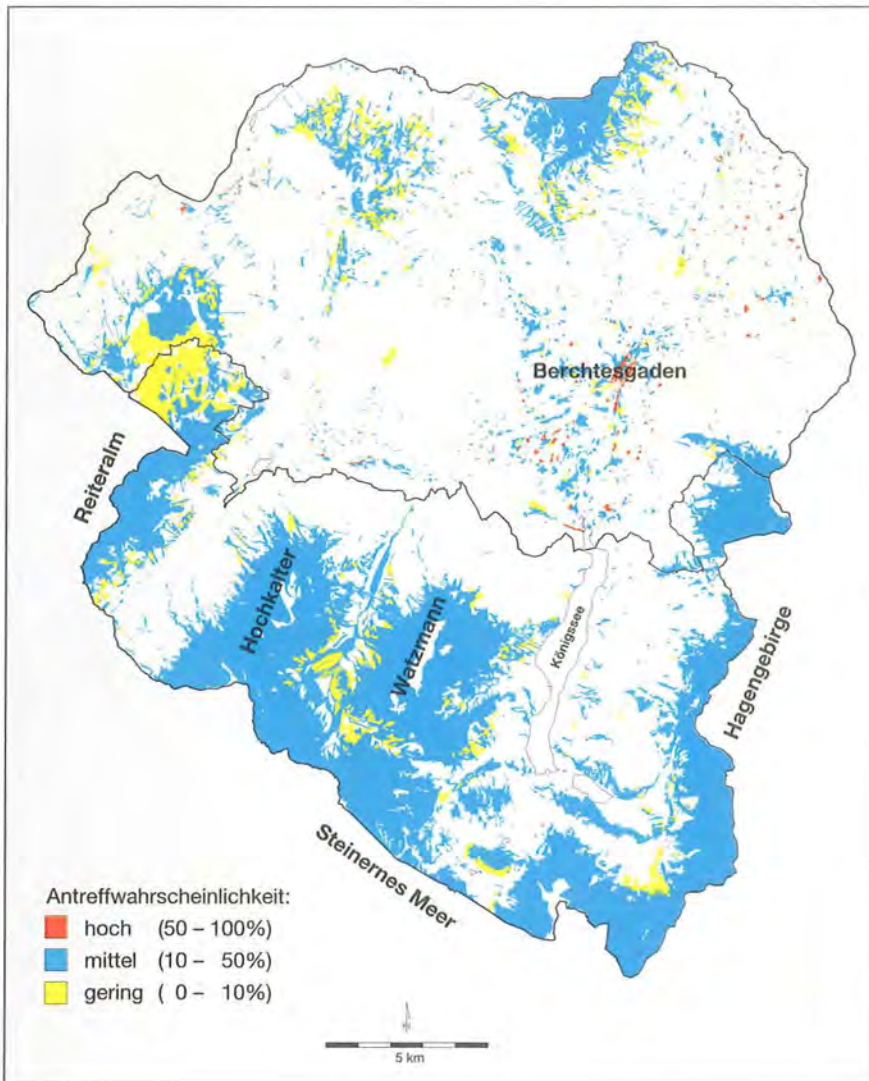 Berchtesgaden
Reiteralm
Hochkalter
Watzmann
Königssee
Hagengebirge
Steinernes Meer
Antreffwahrscheinlichkeit:
hoch (50 – 100%)
mittel (10 – 50%)
gering ( 0 – 10%)
5 km